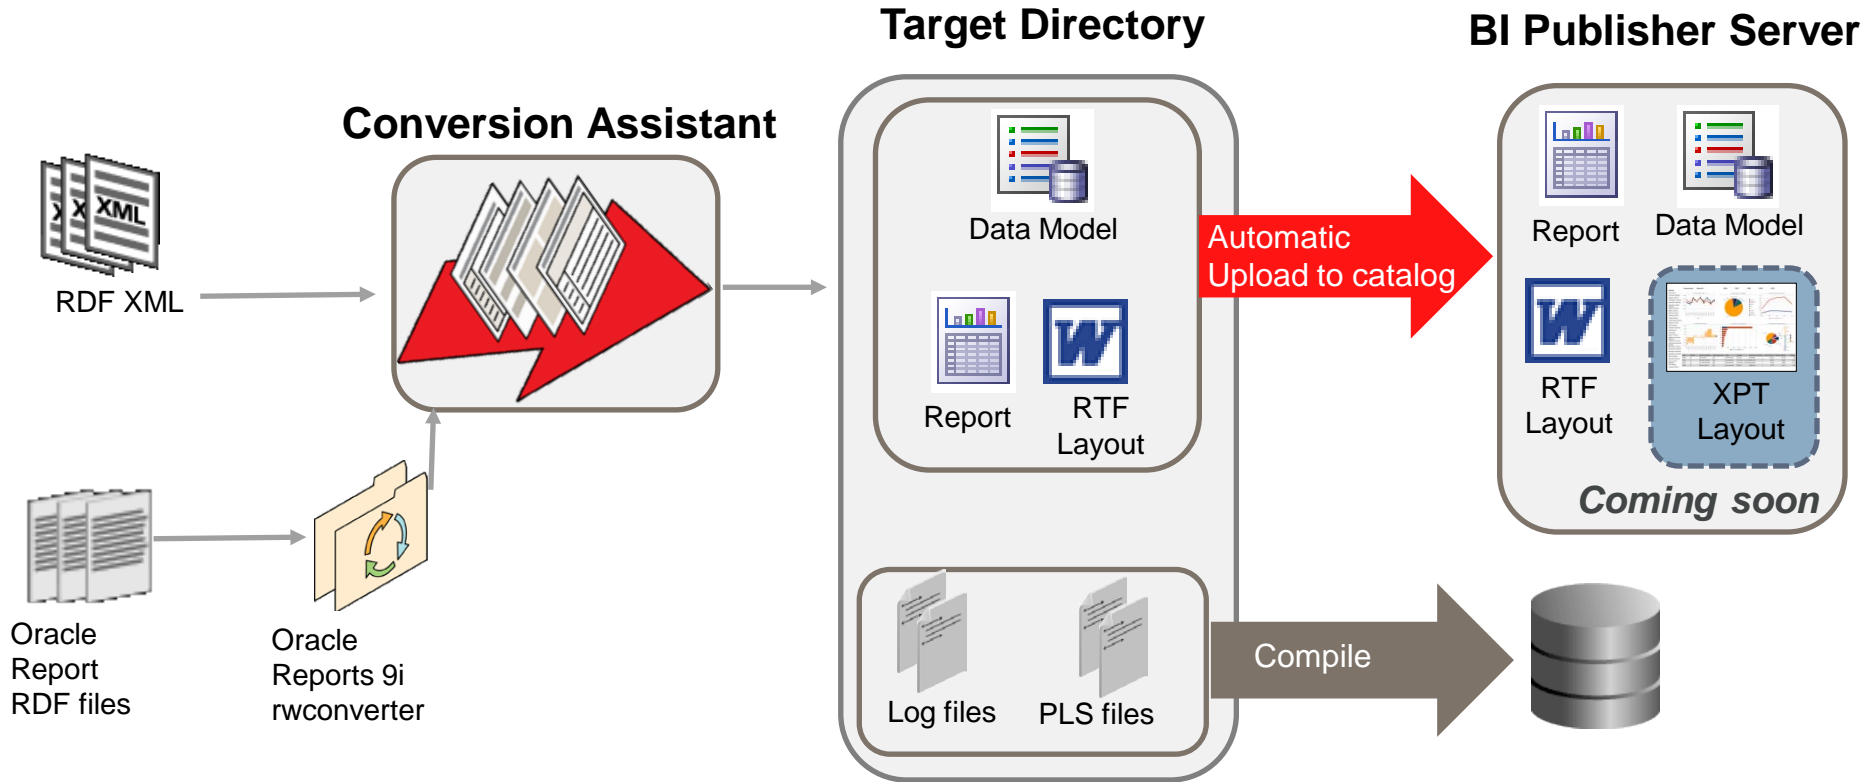 Target Directory
BI Publisher Server
Conversion Assistant
XML
RDF XML
Data Model
Report
RTF
Layout
Automatic
Upload to catalog
Report
Data Model
RTF
Layout
XPT
Layout
Coming soon
Oracle
Report
RDF files
Oracle
Reports 9i
rwconverter
Log files
PLS files
Compile